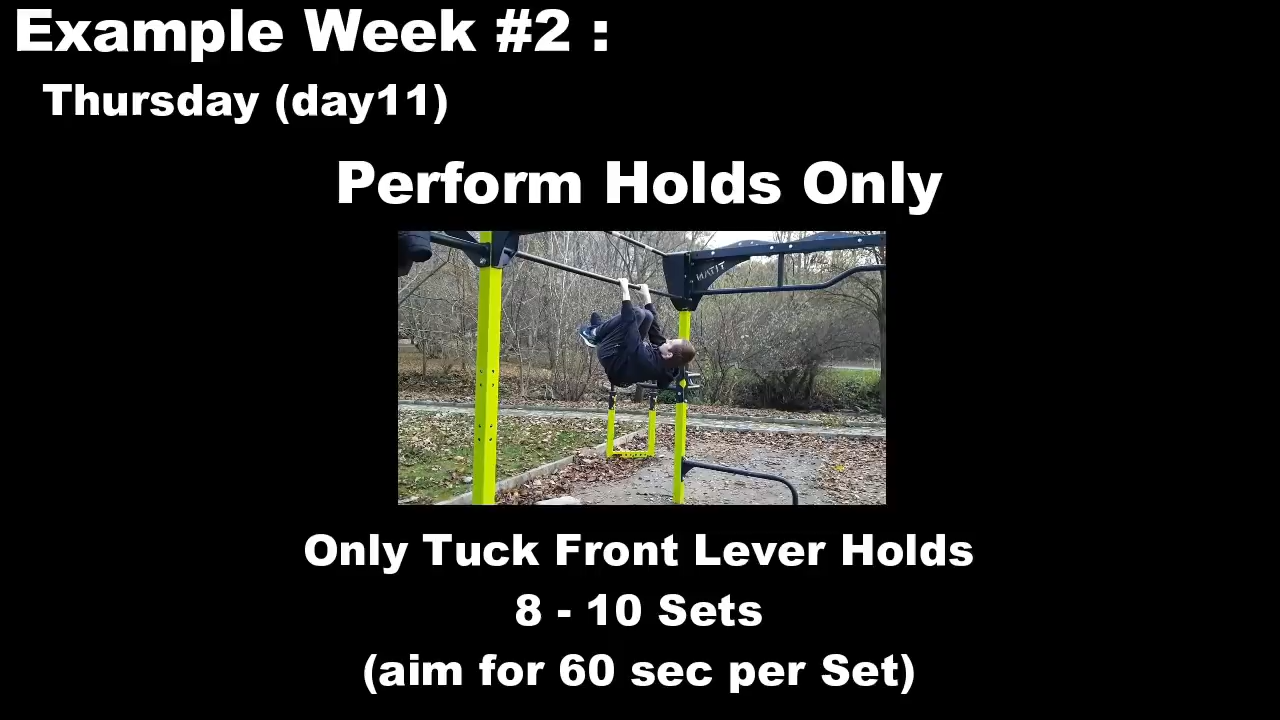 Example Week #2 :
Thursday (day11)
Perform Holds Only
MATIT
Only Tuck Front Lever Holds
8 - 10 Sets
(aim for 60 sec per Set)